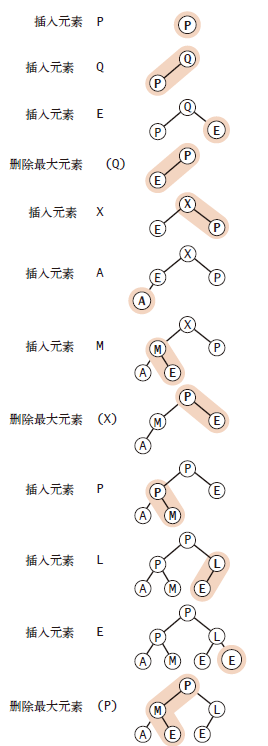 插入元素 P
P
插入元素 Q
Q
P
插入元素 E
Q
P E
删除最大元素 (Q)
P
E
插入元素 X
X
E P
插入元素 A
X
E P
A
插入元素 M
X
M P
A E
删除最大元素 (X)
P
M E
A
插入元素 P
P
P E
A M
插入元素 L
P
P L
A M E
插入元素 E
P
P L
A M E E
删除最大元素 (P)
P
M L
A E E